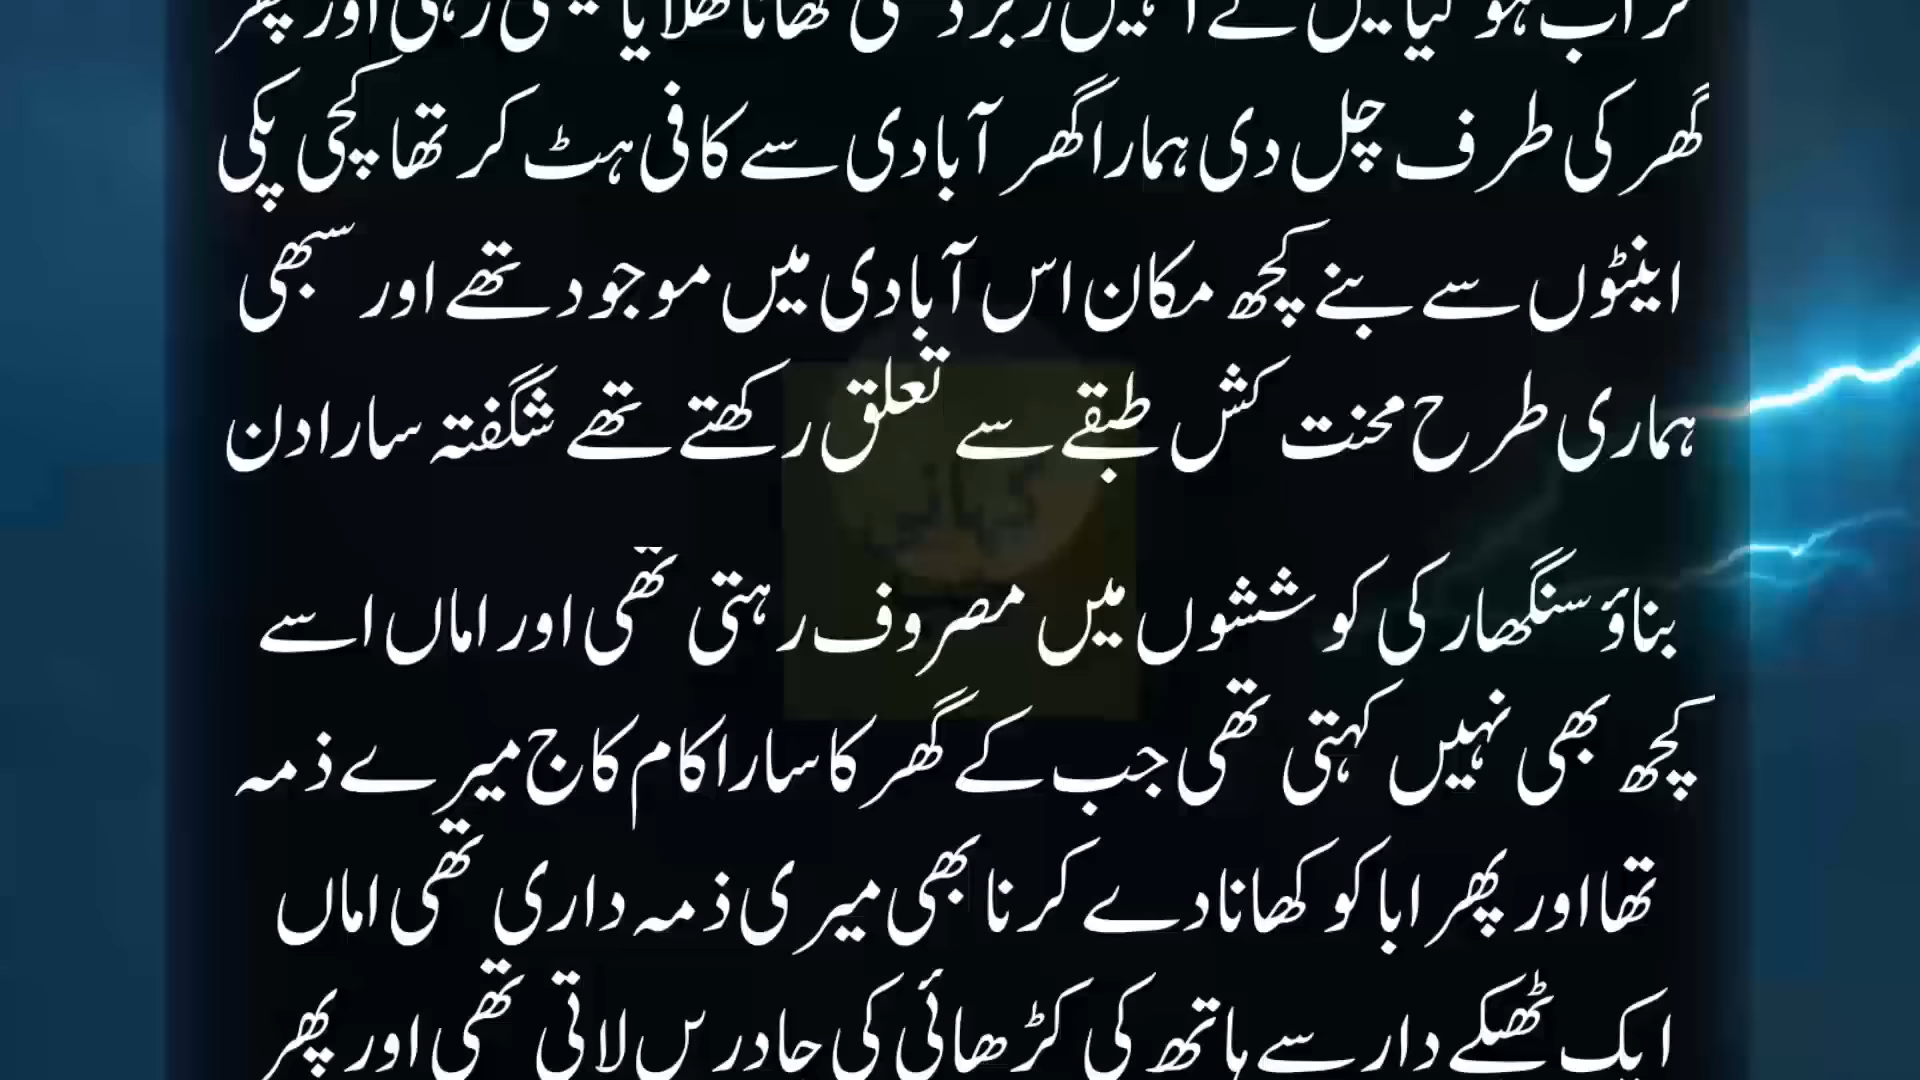 گھر کی طرف چل دی ہمارا گھر آبادی سے کافی ہٹ کر تھا کچی پکی
اینٹوں سے بنے کچھ مکان اس آبادی میں موجود تھے اور سبھی
ہماری طرح محنت کش طبقے سے تعلق رکھتے تھے شگفتہ سارا دن
بناؤ سنگھار کی کوششوں میں مصروف رہتی تھی اور اماں اسے
کچھ بھی نہیں کہتی تھی جب کے گھر کا سارا کام کاج میرے ذمہ
تھا اور پھر ابا کو کھانا دے کرنا بھی میری ذمہ داری تھی اماں
ایک ٹھیکے دار سے ہاتھ کی کڑھائی کی چادریں لاتی تھی اور پھر